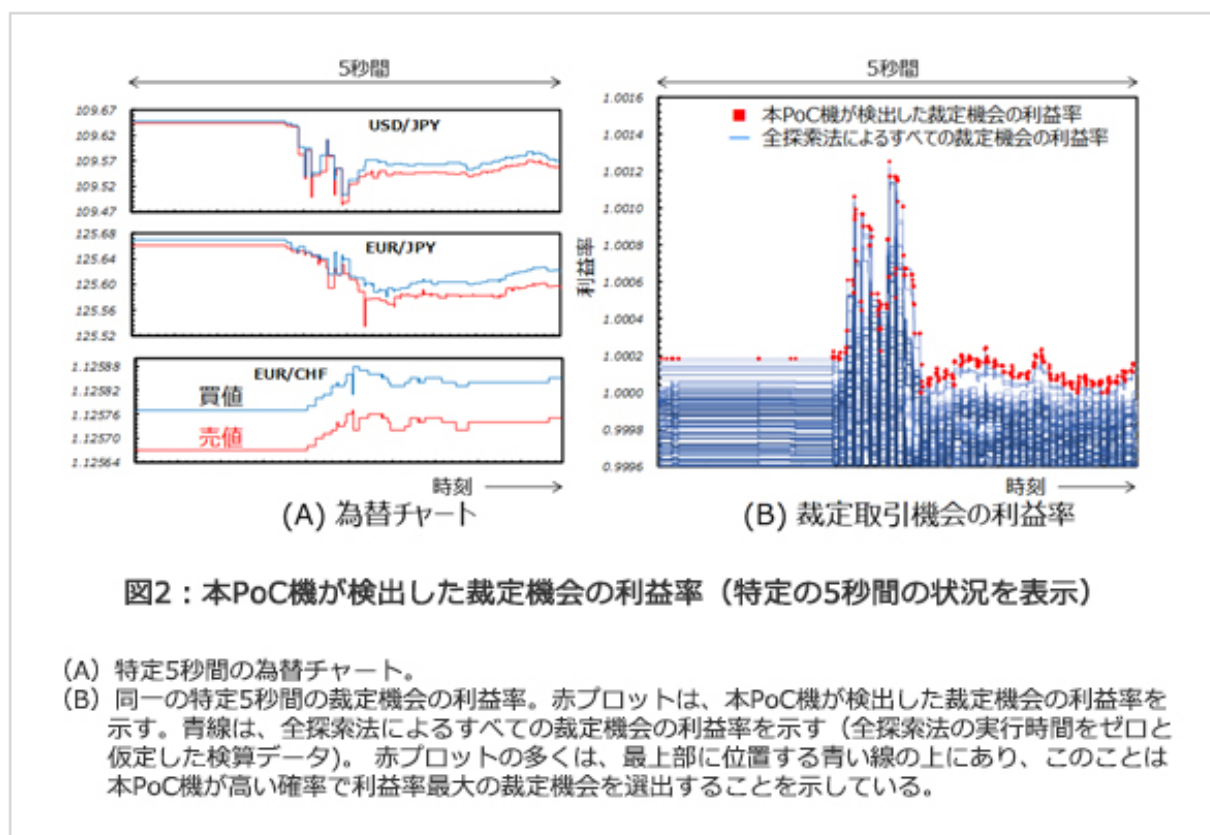 5秒間
109.67
109.62
109.57
109.52
109.47
USD/JPY
125.68
125.64
125.60
125.56
125.52
EUR/JPY
1.12588
1.12582
1.12576
1.12570
1.12564
EUR/CHF
買値
売値
時刻
(A) 為替チャート
5秒間
1.0016
1.0014
1.0012
1.0010
1.0008
1.0006
1.0004
1.0002
1.0000
0.9998
0.9996
利益率
本PoC機が検出した裁定機会の利益率
全探索法によるすべての裁定機会の利益率
時刻
(B) 裁定取引機会の利益率
図2：本PoC機が検出した裁定機会の利益率（特定の5秒間の状況を表示）
（A）特定5秒間の為替チャート。
（B）同一の特定5秒間の裁定機会の利益率。赤プロットは、本PoC機が検出した裁定機会の利益率を
示す。青線は、全探索法によるすべての裁定機会の利益率を示す（全探索法の実行時間をゼロと
仮定した検算データ)。 赤プロットの多くは、最上部に位置する青い線の上にあり、このことは
本PoC機が高い確率で利益率最大の裁定機会を選出することを示している。